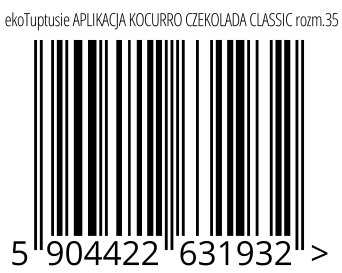 ekoTuptusie APLIKACJA KOCURRO CZEKOLADA CLASSIC rozm.35
5 904422 631932 >